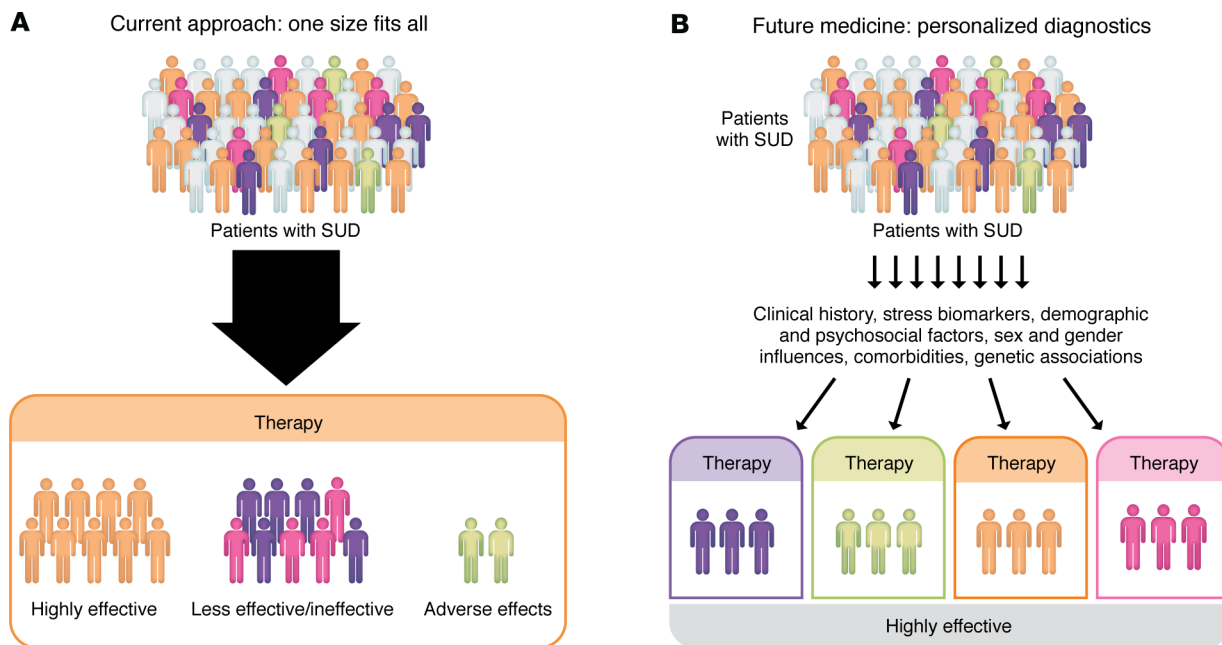 A
Current approach: one size fits all
Patients with SUD
Therapy
Highly effective
Less effective/ineffective
Adverse effects
B
Future medicine: personalized diagnostics
Patients
with SUD
Patients with SUD
Clinical history, stress biomarkers, demographic
and psychosocial factors, sex and gender
influences, comorbidities, genetic associations
Therapy
Therapy
Therapy
Therapy
Highly effective